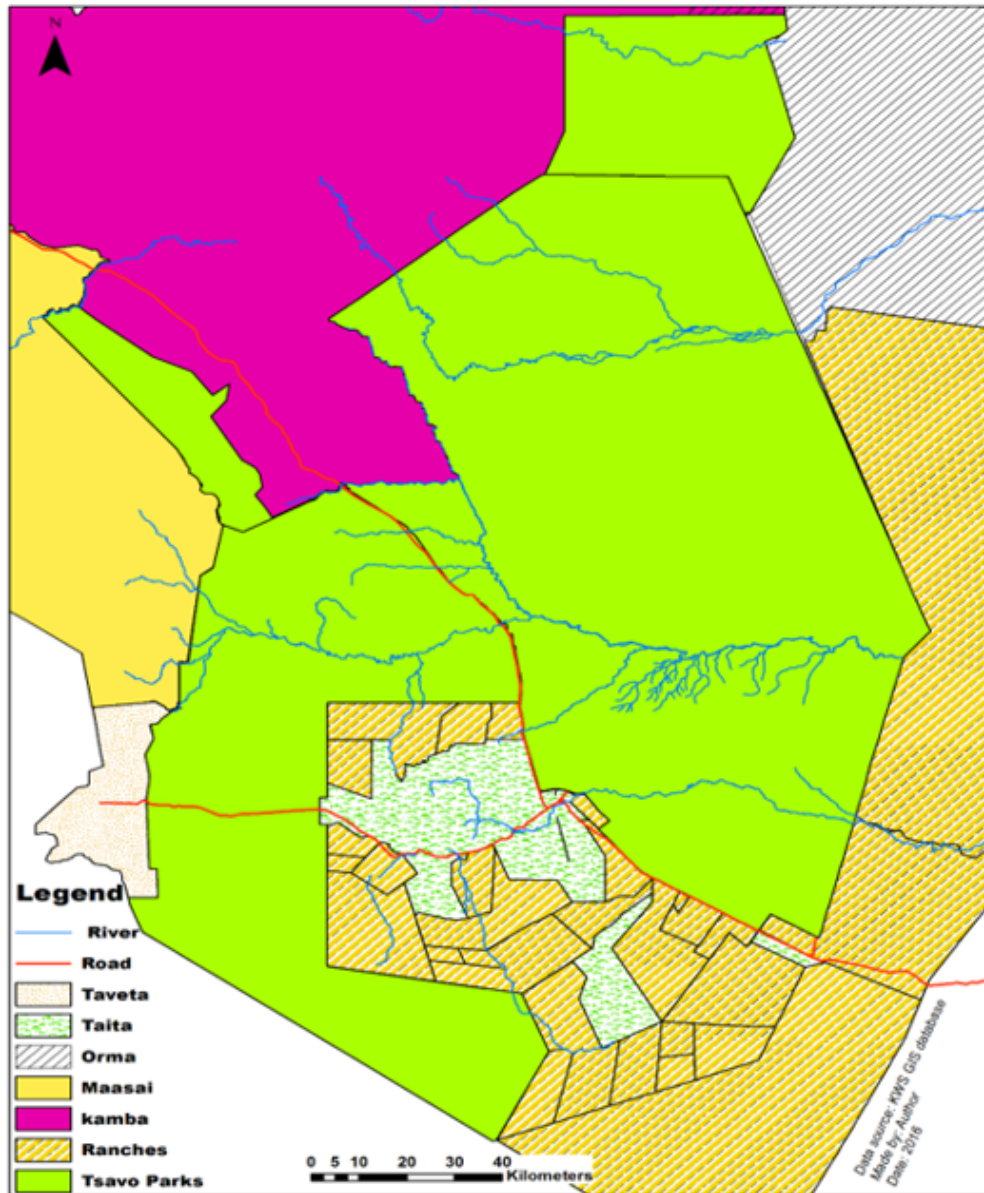 N
Legend
River
Road
Taveta
Taita
Orma
Maasai
kamba
Ranches
Tsavo Parks
0 5 10 20 30 40
Kilometers
Data source: KWS GIS database
Made by: Author
Date: 2016